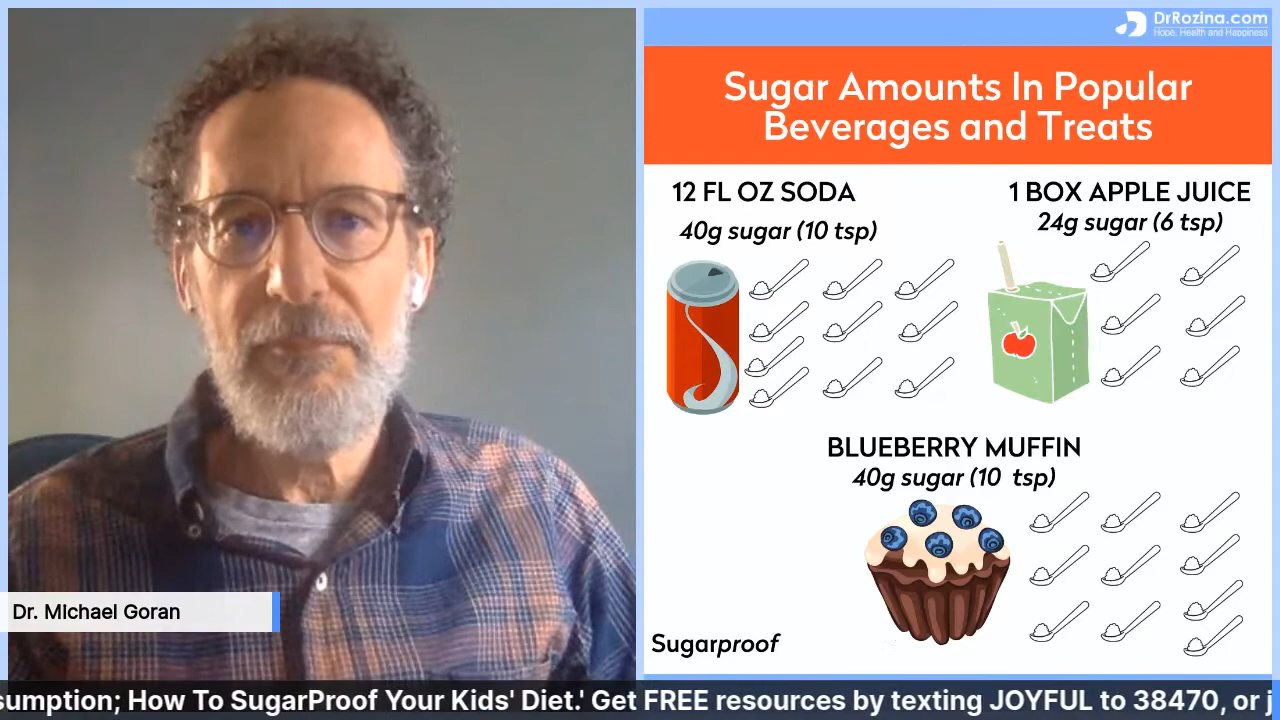 DrRozina.com
Hope, Health and Happiness
Sugar Amounts In Popular
Beverages and Treats
12 FL OZ SODA
40g sugar (10 tsp)
1 BOX APPLE JUICE
24g sugar (6 tsp)
BLUEBERRY MUFFIN
40g sugar (10 tsp)
Sugarproof
Dr. Michael Goran
sumption; How To SugarProof Your Kids' Diet.' Get FREE resources by texting JOYFUL to 38470, or j